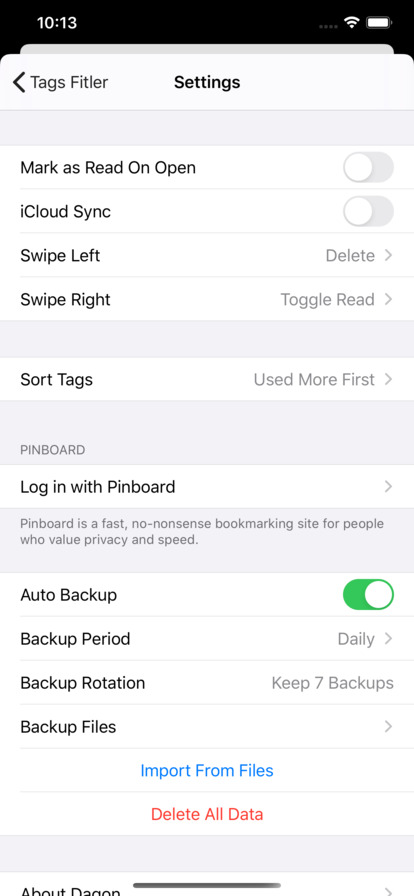 10:13
Tags Fitler
Settings
Mark as Read On Open
iCloud Sync
Swipe Left Delete
Swipe Right Toggle Read
Sort Tags Used More First
PINBOARD
Log in with Pinboard
Pinboard is a fast, no-nonsense bookmarking site for people
who value privacy and speed.
Auto Backup
Backup Period Daily
Backup Rotation Keep 7 Backups
Backup Files
Import From Files
Delete All Data
About Dagon